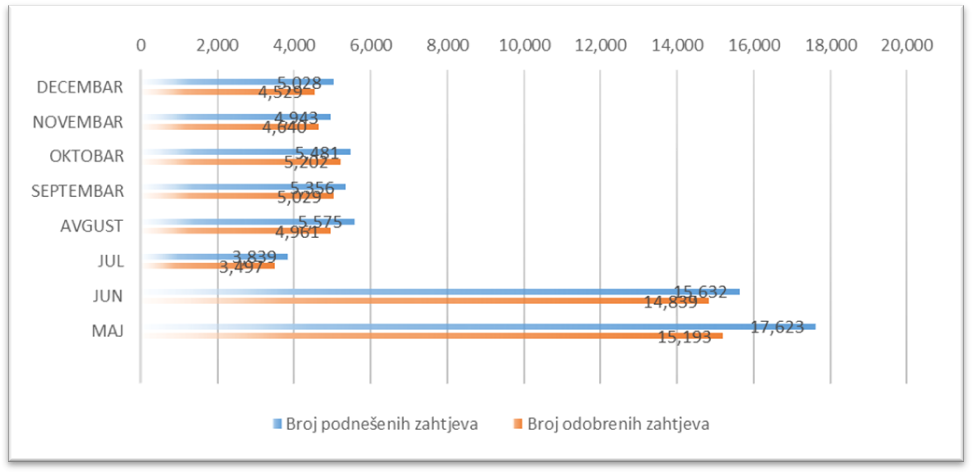 0 2,000 4,000 6,000 8,000 10,000 12,000 14,000 16,000 18,000 20,000
DECEMBAR 5,028
4,529
NOVEMBAR 4,943
4,640
OKTOBAR 5,481
5,202
SEPTEMBAR 5,356
5,029
AVGUST 5,575
4,961
JUL 3,839
3,497
JUN 15,632
14,839
MAJ 17,623
15,193
Broj podnešenih zahtjeva Broj odobrenih zahtjeva